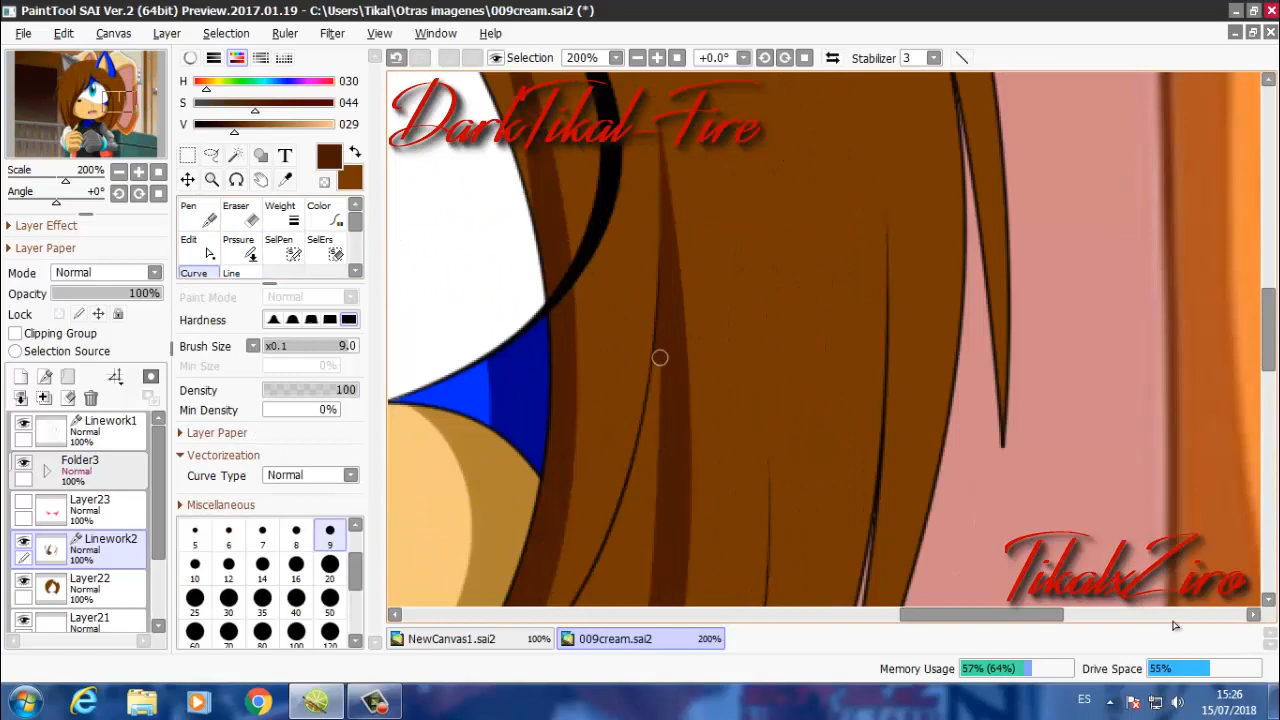 PaintTool SAI Ver.2 (64bit) Preview.2017.01.19 - C:\Users\Tikal\Otras imagenes\009cream.sai2 (*)
File Edit Canvas Layer Selection Ruler Filter View Window Help
Selection 200% +0.0° Stabilizer 3
H 030
S 044
V 029
Scale 200%
Angle +0°
Layer Effect
Layer Paper
Mode Normal
Opacity 100%
Lock
Clipping Group
Selection Source
Linework1
Normal
100%
Folder3
Normal
100%
Layer23
Normal
100%
Linework2
Normal
100%
Layer22
Normal
100%
Layer21
Normal
Pen Eraser Weight Color
Edit Prssure SelPen SelErs
Curve Line
Paint Mode Normal
Hardness
Brush Size x0.1 9.0
Min Size 0%
Density 100
Min Density 0%
Layer Paper
Vectorization
Curve Type Normal
Miscellaneous
5 6 7 8 9
10 12 14 16 20
25 30 35 40 50
60 70 80 100 120
DarkTikal-Fire
TikalxZiro
NewCanvas1.sai2 100% 009cream.sai2 200%
Memory Usage 57% (64%) Drive Space 55%
ES
15:26
15/07/2018